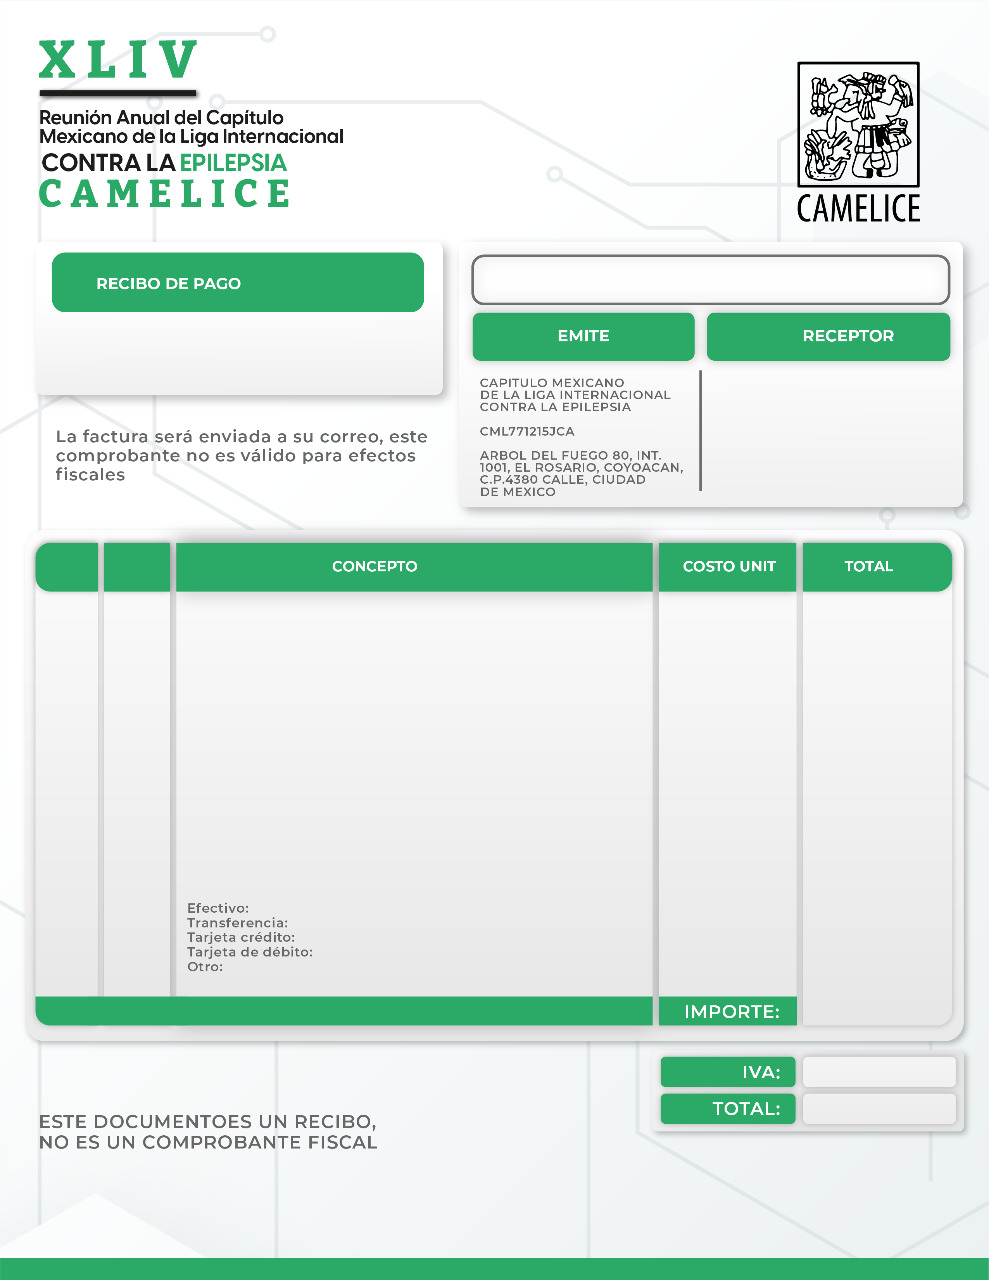 XLIV
Reunión Anual del Capítulo
Mexicano de la Liga Internacional
CONTRA LA EPILEPSIA
CAMELICE
CAMELICE
RECIBO DE PAGO
EMITE
RECEPTOR
CAPITULO MEXICANO
DE LA LIGA INTERNACIONAL
CONTRA LA EPILEPSIA
CML771215JCA
ARBOL DEL FUEGO 80, INT.
1001, EL ROSARIO, COYOACAN,
C.P.4380 CALLE, CIUDAD
DE MEXICO
La factura será enviada a su correo, este
comprobante no es válido para efectos
fiscales
CONCEPTO
COSTO UNIT
TOTAL
Efectivo:
Transferencia:
Tarjeta crédito:
Tarjeta de débito:
Otro:
IMPORTE:
IVA:
TOTAL:
ESTE DOCUMENTOES UN RECIBO,
NO ES UN COMPROBANTE FISCAL